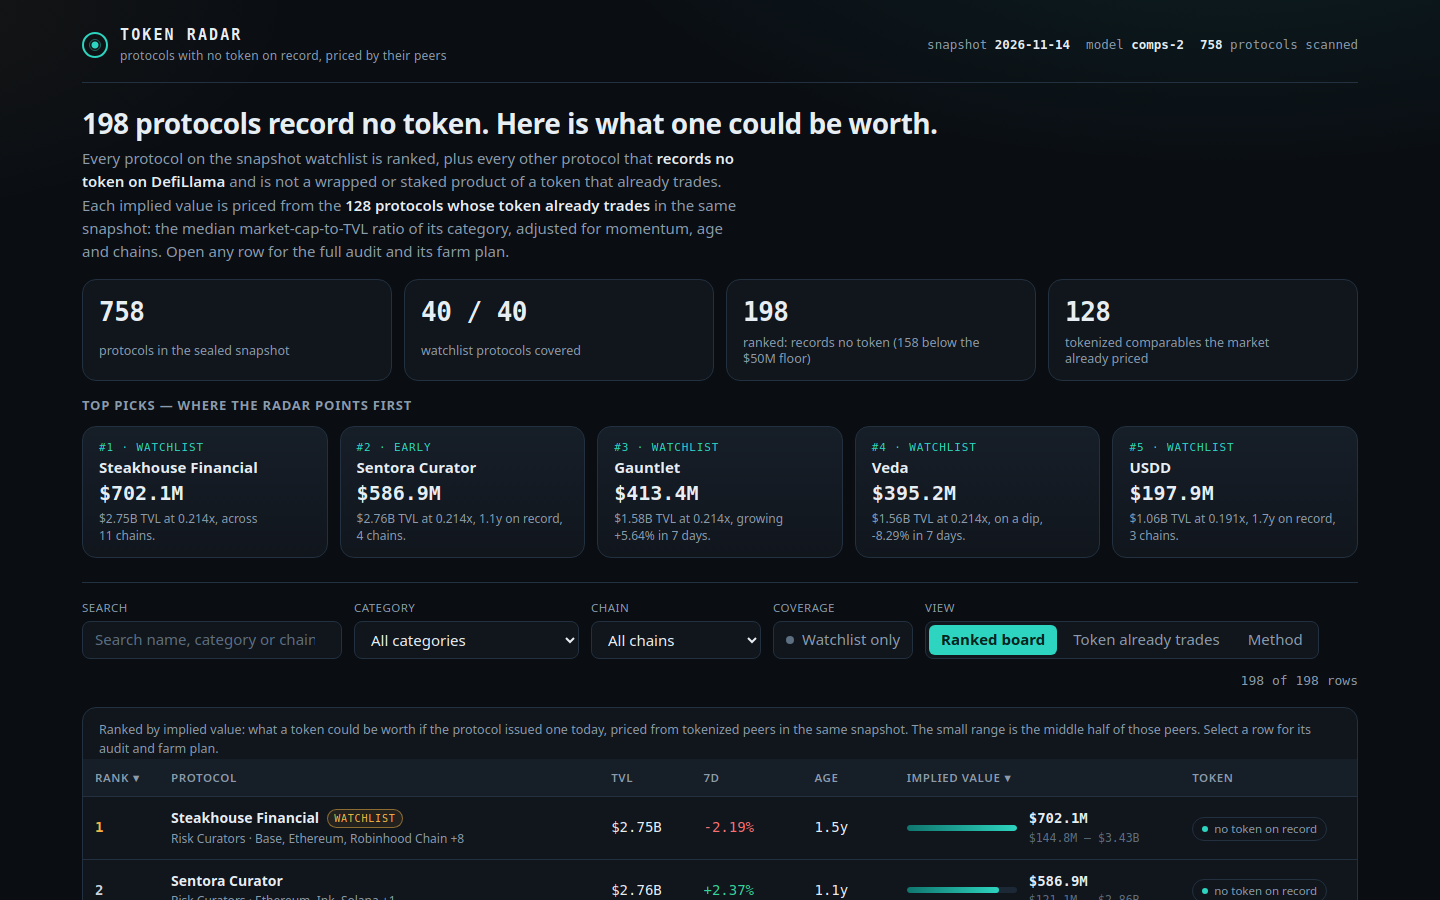 TOKEN RADAR
protocols with no token on record, priced by their peers
snapshot 2026-11-14 model comps-2 758 protocols scanned
198 protocols record no token. Here is what one could be worth.
Every protocol on the snapshot watchlist is ranked, plus every other protocol that records no
token on DefiLlama and is not a wrapped or staked product of a token that already trades.
Each implied value is priced from the 128 protocols whose token already trades in the same
snapshot: the median market-cap-to-TVL ratio of its category, adjusted for momentum, age
and chains. Open any row for the full audit and its farm plan.
758
protocols in the sealed snapshot
40 / 40
watchlist protocols covered
198
ranked: records no token (158 below the
$50M floor)
128
tokenized comparables the market
already priced
TOP PICKS — WHERE THE RADAR POINTS FIRST
#1 · WATCHLIST
Steakhouse Financial
$702.1M
$2.75B TVL at 0.214x, across
11 chains.
#2 · EARLY
Sentora Curator
$586.9M
$2.76B TVL at 0.214x, 1.1y on record,
4 chains.
#3 · WATCHLIST
Gauntlet
$413.4M
$1.58B TVL at 0.214x, growing
+5.64% in 7 days.
#4 · WATCHLIST
Veda
$395.2M
$1.56B TVL at 0.214x, on a dip,
-8.29% in 7 days.
#5 · WATCHLIST
USDD
$197.9M
$1.06B TVL at 0.191x, 1.7y on record,
3 chains.
SEARCH CATEGORY CHAIN COVERAGE VIEW
Search name, category or chain All categories All chains Watchlist only Ranked board Token already trades Method
198 of 198 rows
Ranked by implied value: what a token could be worth if the protocol issued one today, priced from tokenized peers in the same snapshot. The small range is the middle half of those peers. Select a row for its
audit and farm plan.
RANK ▾ PROTOCOL TVL 7D AGE IMPLIED VALUE ▾ TOKEN
1 Steakhouse Financial WATCHLIST $2.75B -2.19% 1.5y $702.1M no token on record
Risk Curators · Base, Ethereum, Robinhood Chain +8 $144.8M — $3.43B
2 Sentora Curator $2.76B +2.37% 1.1y $586.9M no token on record
Risk Curators · Ethereum, Ink, Solana +1 $121.1M — $2.86B